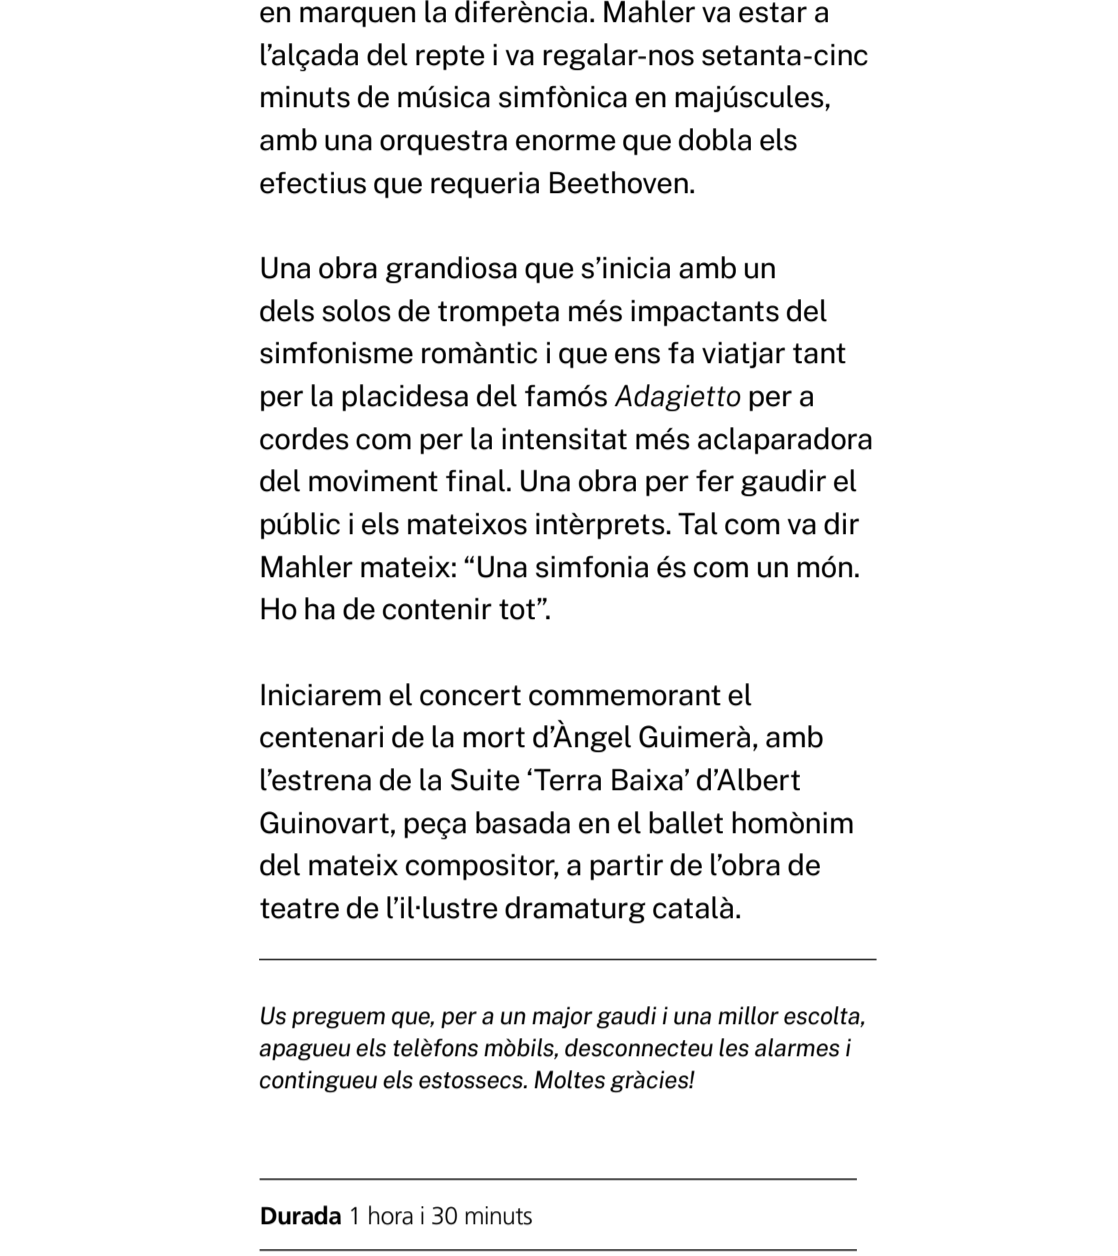 en marquen la diferència. Mahler va estar a
l’alçada del repte i va regalar-nos setanta-cinc
minuts de música simfònica en majúscules,
amb una orquestra enorme que dobla els
efectius que requeria Beethoven.
Una obra grandiosa que s’inicia amb un
dels solos de trompeta més impactants del
simfonisme romàntic i que ens fa viatjar tant
per la placidesa del famós Adagietto per a
cordes com per la intensitat més aclaparadora
del moviment final. Una obra per fer gaudir el
públic i els mateixos intèrprets. Tal com va dir
Mahler mateix: “Una simfonia és com un món.
Ho ha de contenir tot”.
Iniciarem el concert commemorant el
centenari de la mort d’Àngel Guimerà, amb
l’estrena de la Suite ‘Terra Baixa’ d’Albert
Guinovart, peça basada en el ballet homònim
del mateix compositor, a partir de l’obra de
teatre de l’il·lustre dramaturg català.
Us preguem que, per a un major gaudi i una millor escolta,
apagueu els telèfons mòbils, desconnecteu les alarmes i
contingueu els estossecs. Moltes gràcies!
Durada 1 hora i 30 minuts